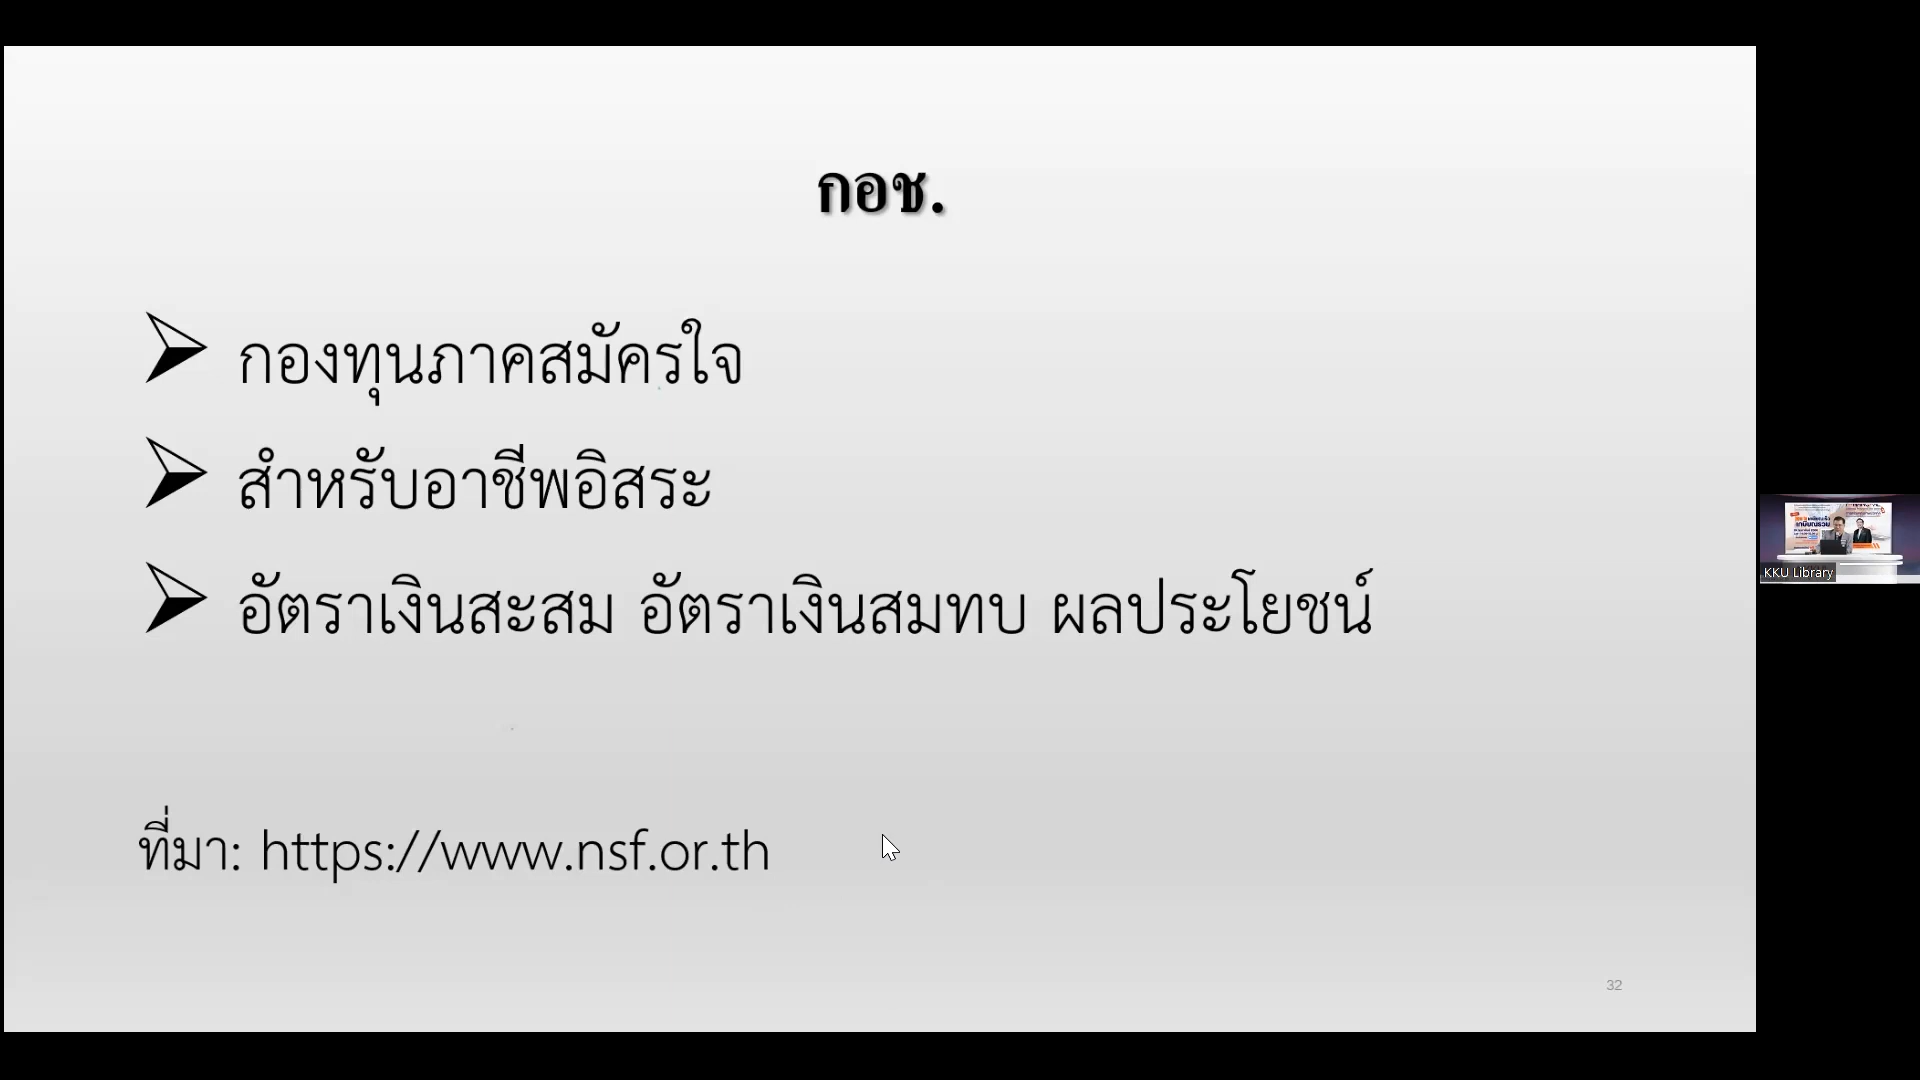 กอช.
กองทุนภาคสมัครใจ
สำหรับอาชีพอิสระ
อัตราเงินสะสม อัตราเงินสมทบ ผลประโยชน์
ที่มา: https://www.nsf.or.th
32
KKU Library